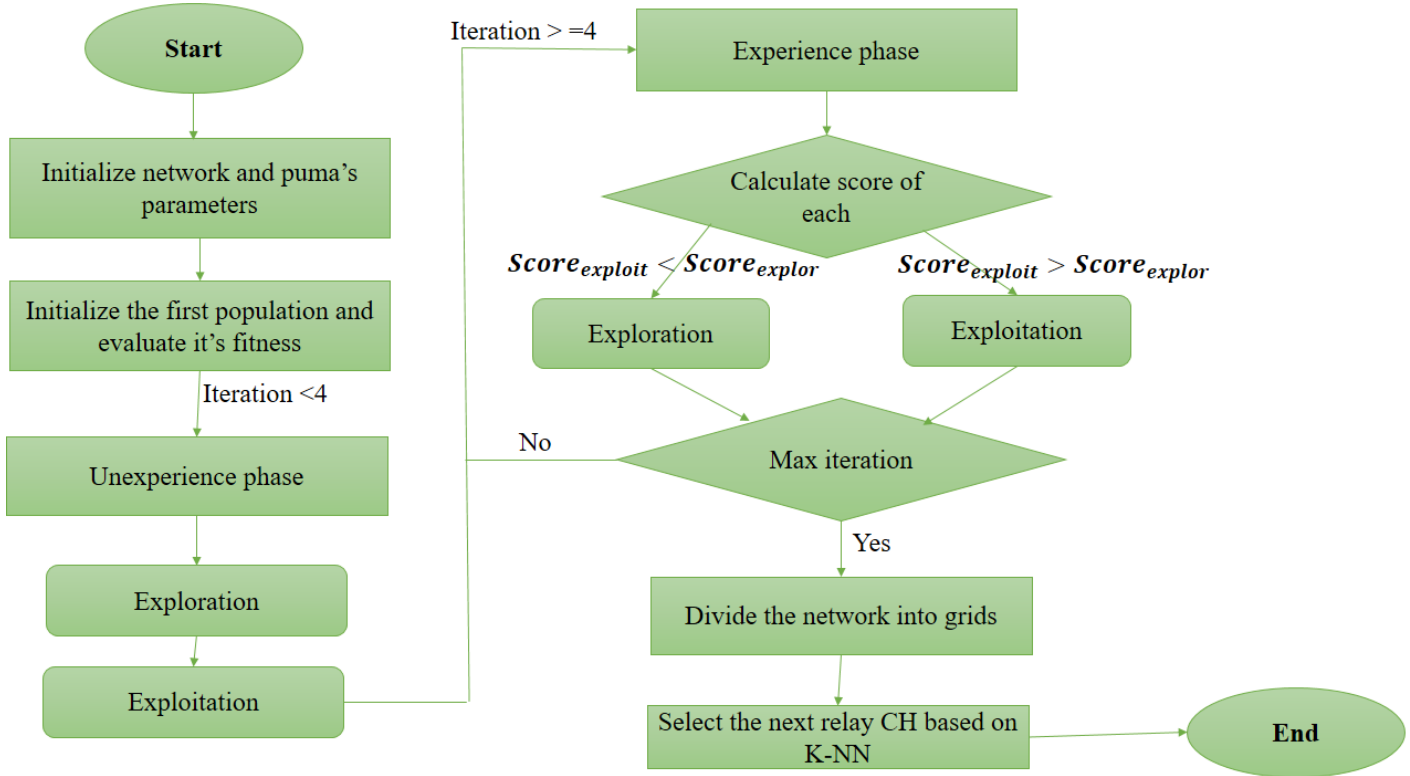 Start
Initialize network and puma's
parameters
Initialize the first population and
evaluate it's fitness
Iteration <4
Unexperience phase
Exploration
Exploitation
Iteration > =4
Experience phase
Calculate score of
each
Score_exploit < Score_explor
Score_exploit > Score_explor
Exploration
Exploitation
Max iteration
No
Yes
Divide the network into grids
Select the next relay CH based on
K-NN
End